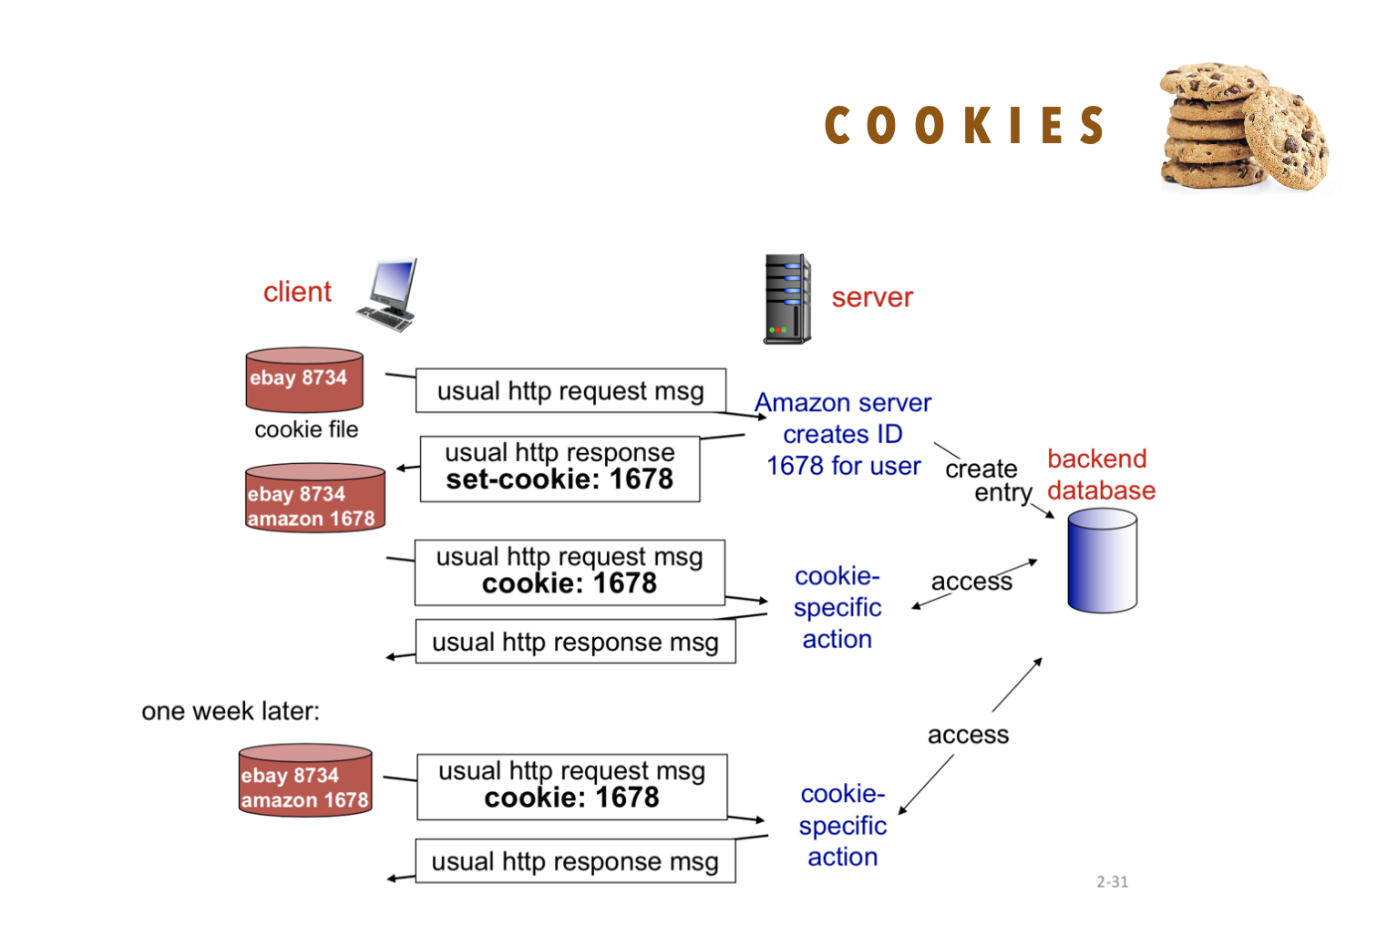 COOKIES
client
server
ebay 8734
cookie file
usual http request msg
Amazon server
creates ID
1678 for user
usual http response
set-cookie: 1678
create
entry
backend
database
ebay 8734
amazon 1678
usual http request msg
cookie: 1678
cookie-
specific
action
access
usual http response msg
one week later:
ebay 8734
amazon 1678
usual http request msg
cookie: 1678
cookie-
specific
action
access
usual http response msg
2-31